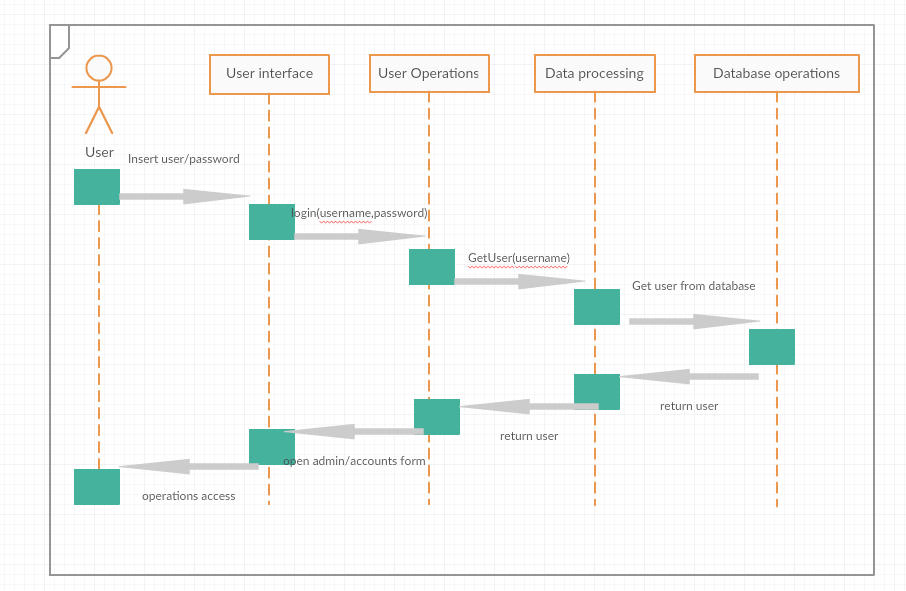 User interface
User Operations
Data processing
Database operations
User
Insert user/password
login(username,password)
GetUser(username)
Get user from database
return user
return user
open admin/accounts form
operations access